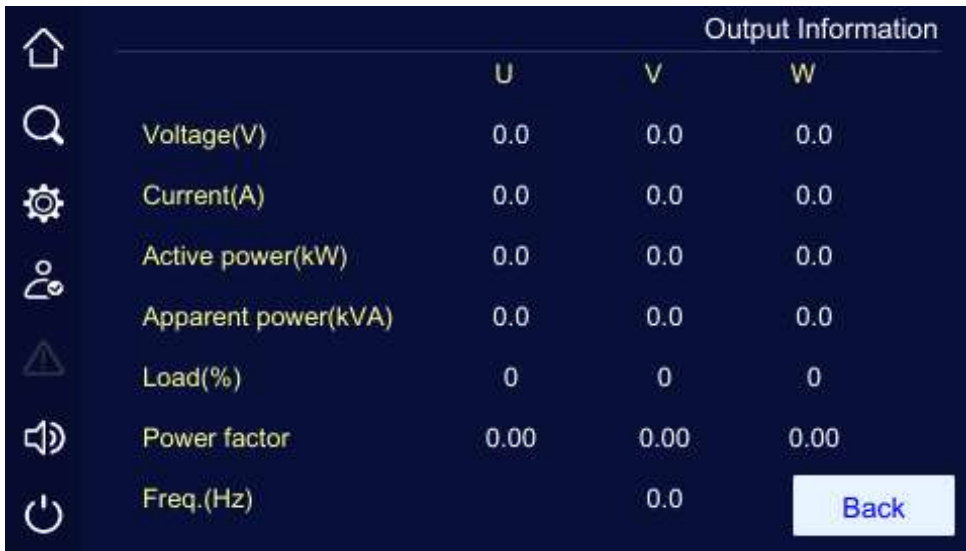 Output Information
U V W
Voltage(V) 0.0 0.0 0.0
Current(A) 0.0 0.0 0.0
Active power(kW) 0.0 0.0 0.0
Apparent power(kVA) 0.0 0.0 0.0
Load(%) 0 0 0
Power factor 0.00 0.00 0.00
Freq.(Hz) 0.0
Back